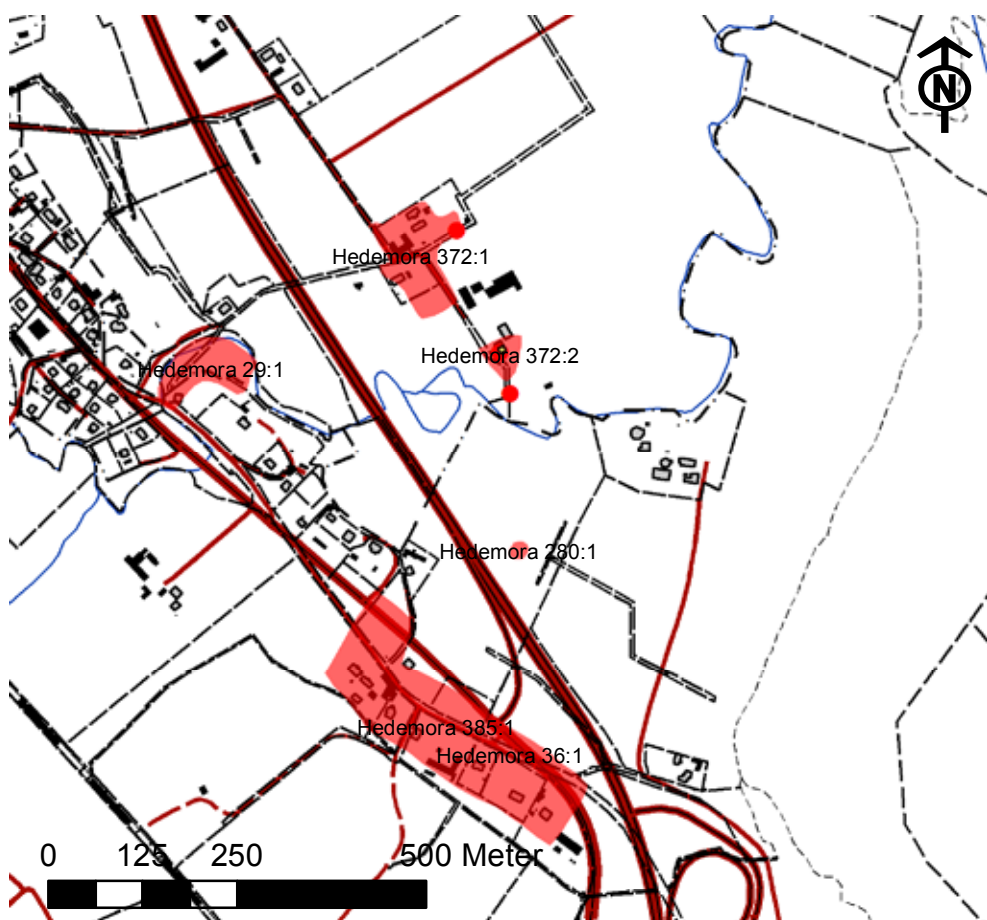 N
Hedemora 372:1
Hedemora 372:2
Hedemora 29:1
Hedemora 280:1
Hedemora 385:1
Hedemora 36:1
0 125 250 500 Meter